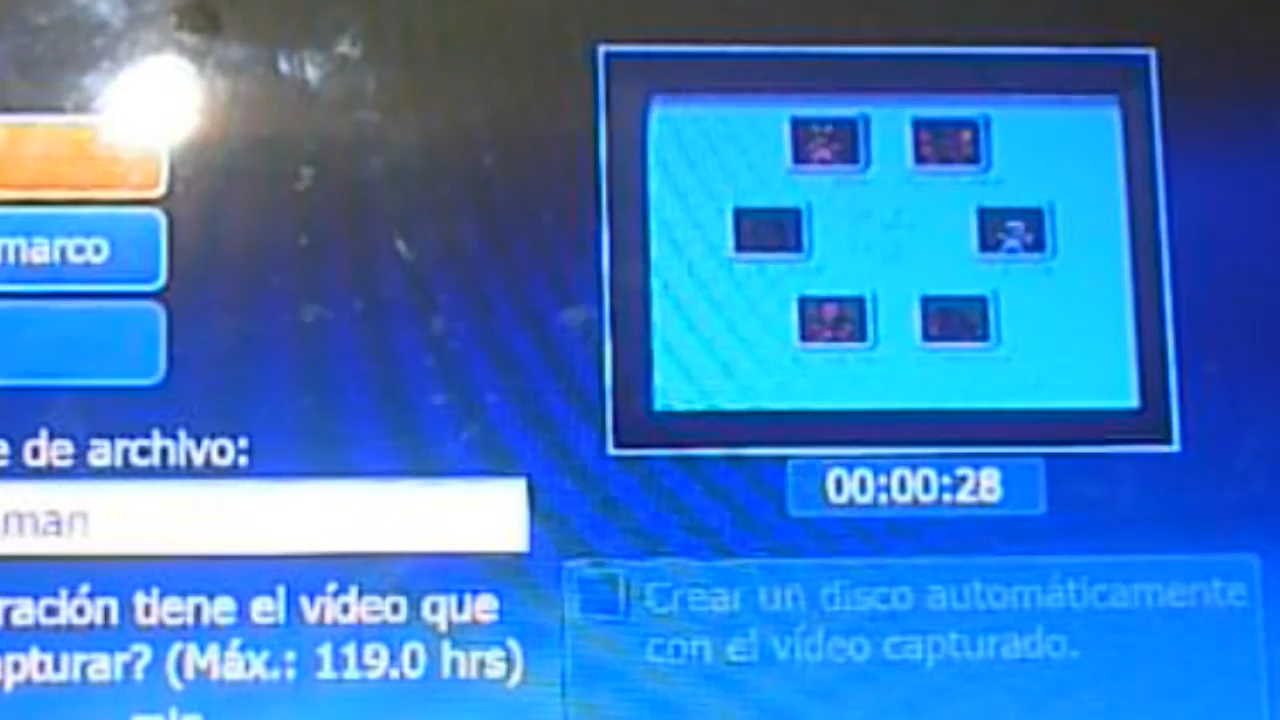 marco
e de archivo:
man
ración tiene el vídeo que
pturar? (Máx.: 119.0 hrs)
min
00:00:28
Crear un disco automáticamente
con el vídeo capturado.